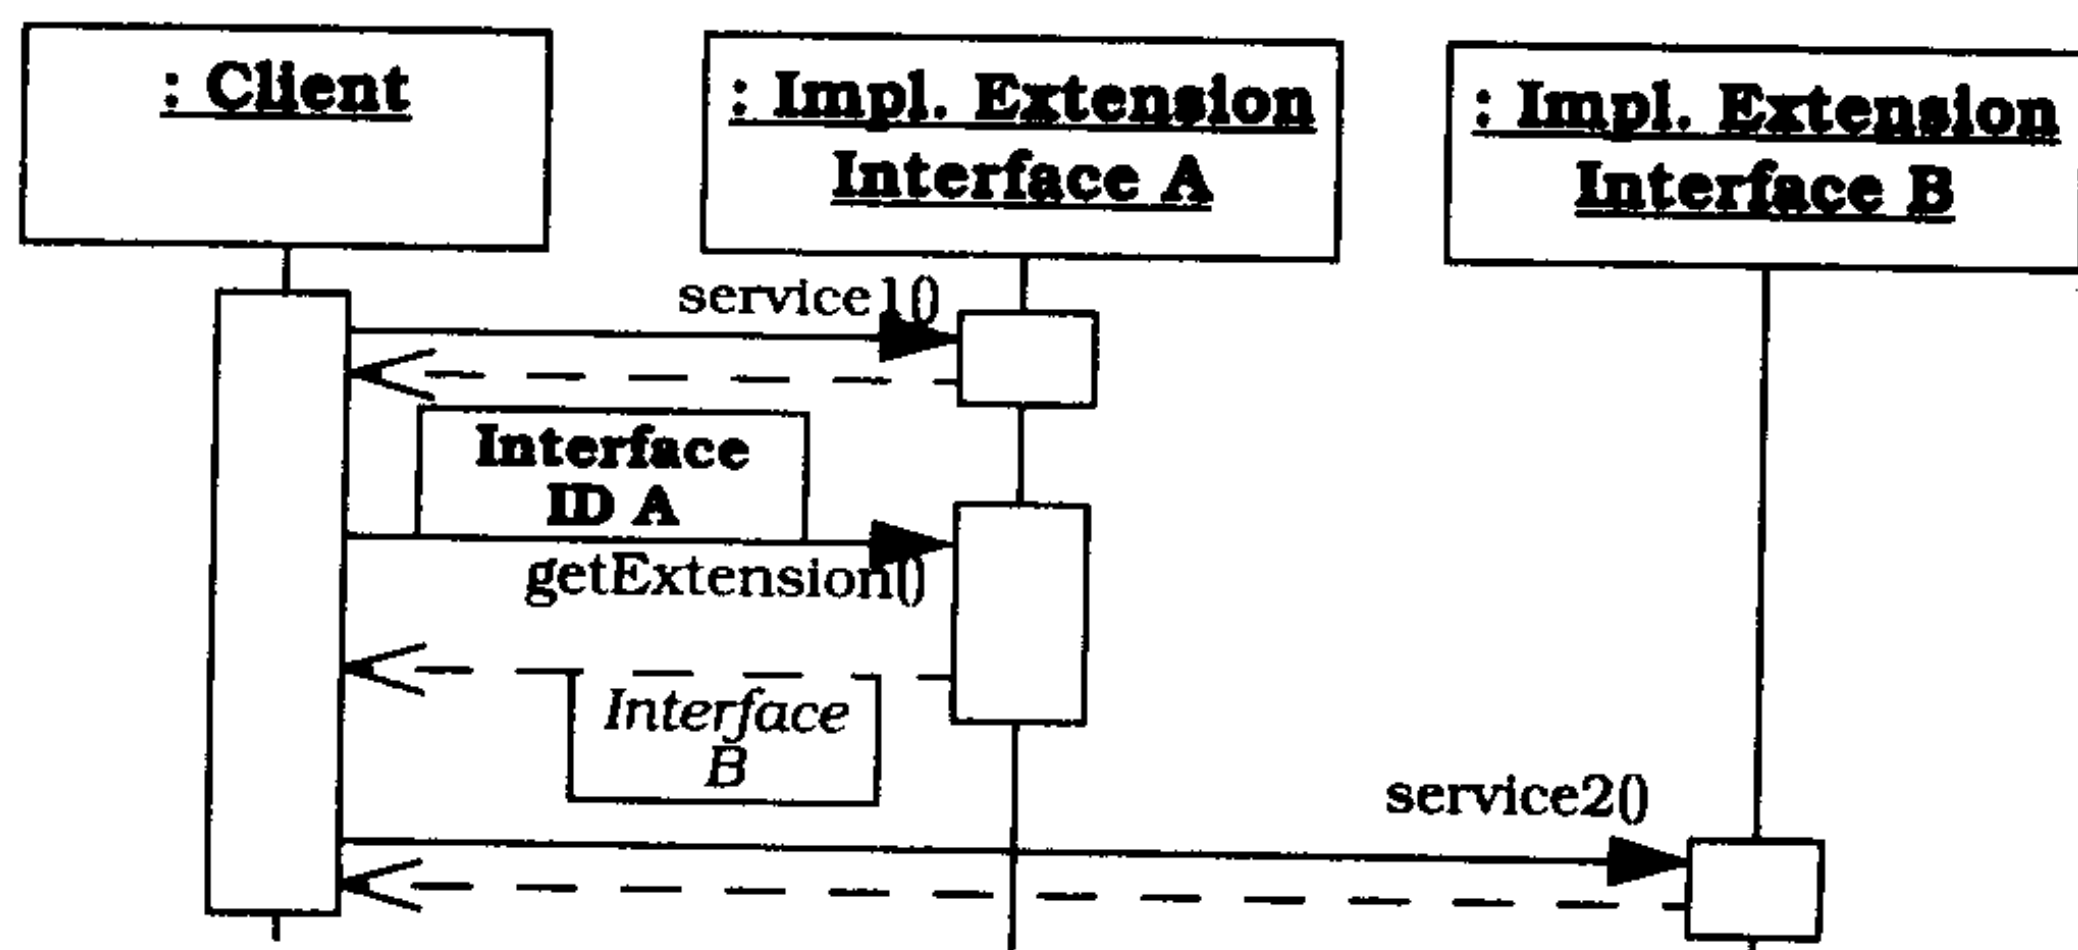 : Client
: Impl. Extension
Interface A
: Impl. Extension
Interface B
service1()
Interface
ID A
getExtension()
Interface
B
service2()